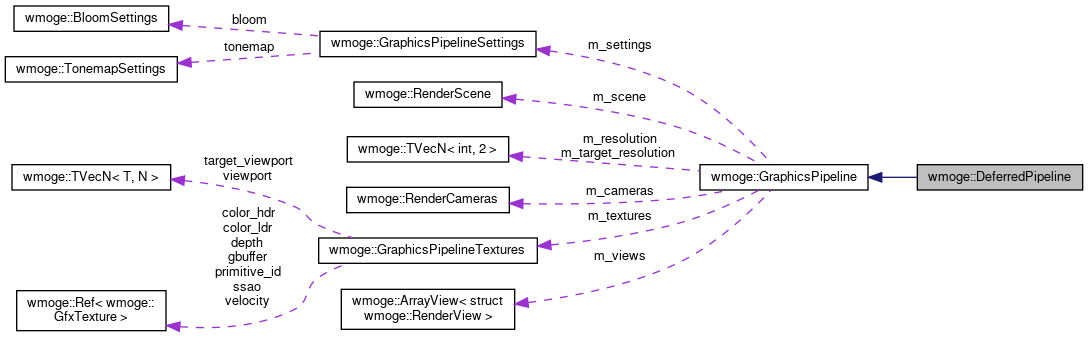 wmoge::BloomSettings
bloom
wmoge::GraphicsPipelineSettings
m_settings
tonemap
wmoge::TonemapSettings
wmoge::RenderScene
m_scene
wmoge::TVecN< int, 2 >
m_resolution
m_target_resolution
wmoge::TVecN< T, N >
target_viewport
viewport
wmoge::GraphicsPipeline
wmoge::DeferredPipeline
wmoge::RenderCameras
m_cameras
color_hdr
color_ldr
depth
gbuffer
primitive_id
ssao
velocity
wmoge::GraphicsPipelineTextures
m_textures
m_views
wmoge::Ref< wmoge::
GfxTexture >
wmoge::ArrayView< struct
wmoge::RenderView >